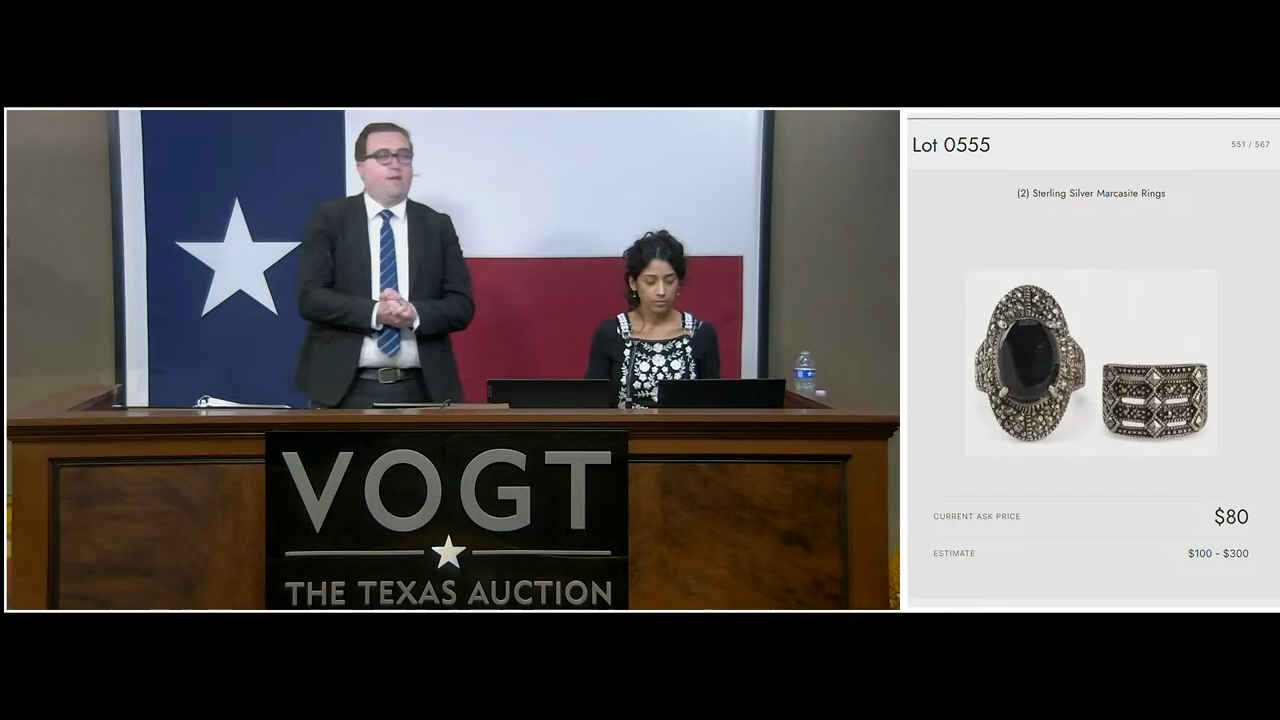 VOGT
THE TEXAS AUCTION
Lot 0555
551 / 567
(2) Sterling Silver Marcasite Rings
CURRENT ASK PRICE
$80
ESTIMATE
$100 - $300